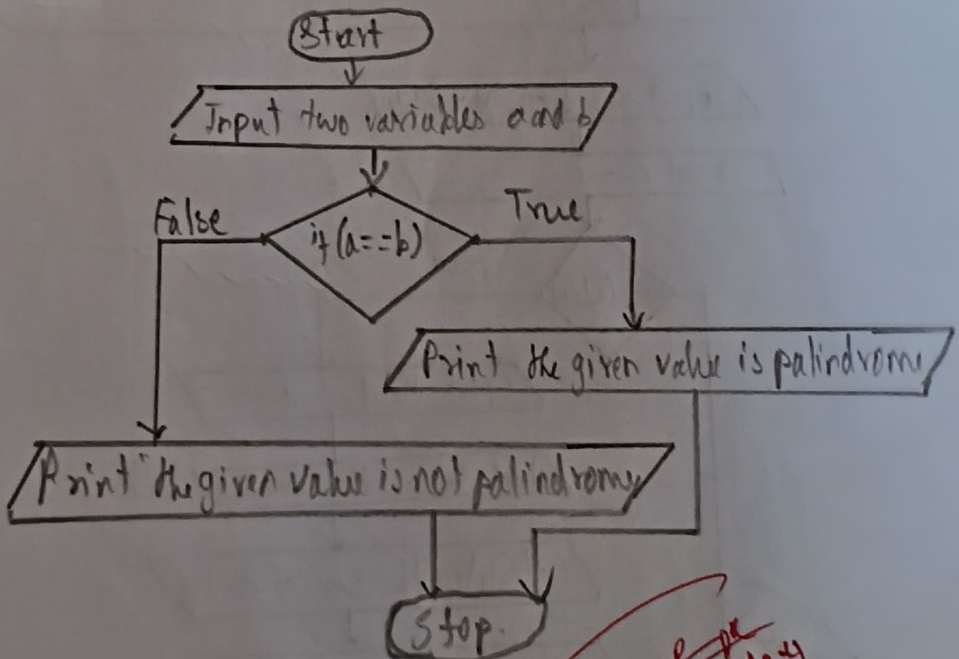 Start
Input two variables a and b
if (a==b)
False
True
Print the given value is palindrome
Print the given value is not palindrome
Stop.